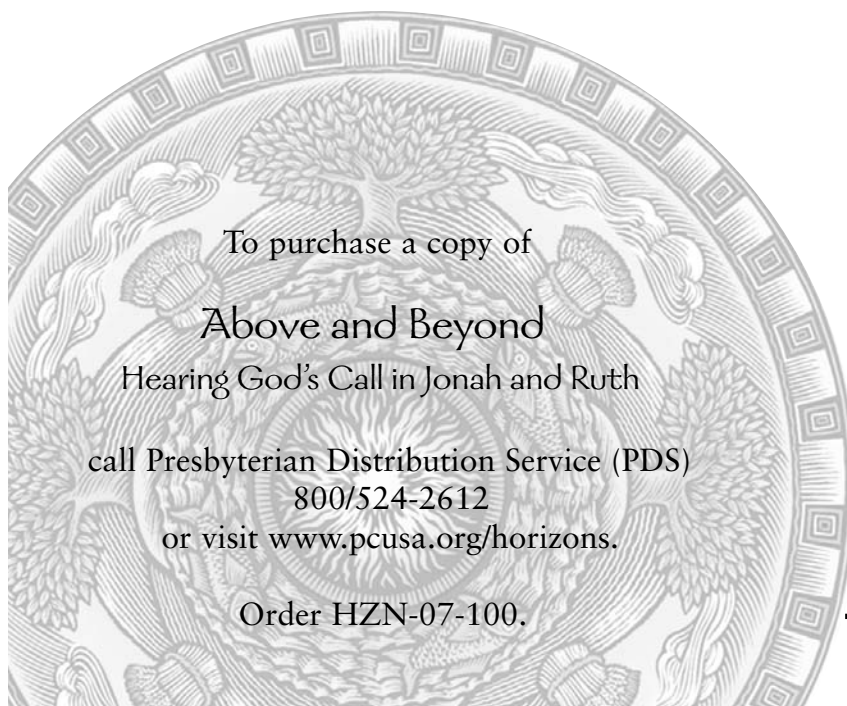 To purchase a copy of
Above and Beyond
Hearing God's Call in Jonah and Ruth
call Presbyterian Distribution Service (PDS)
800/524-2612
or visit www.pcusa.org/horizons.
Order HZN-07-100.